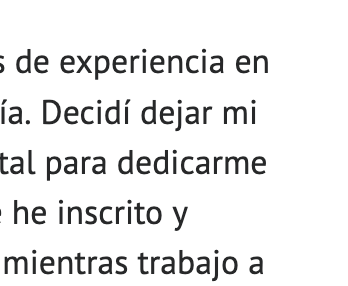 s de experiencia en
ía. Decidí dejar mi
tal para dedicarme
e he inscrito y
mientras trabajo a